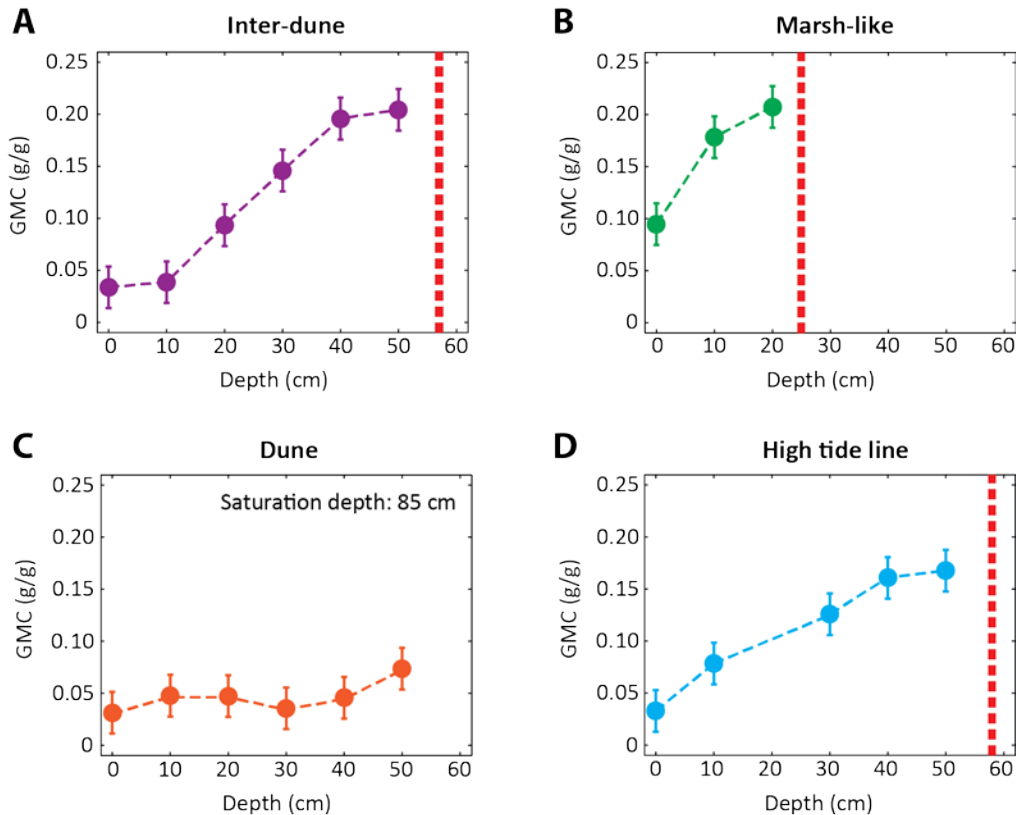 A
Inter-dune
0.25
0.20
0.15
0.10
0.05
0
GMC (g/g)
0 10 20 30 40 50 60
Depth (cm)
B
Marsh-like
0.25
0.20
0.15
0.10
0.05
0
GMC (g/g)
0 10 20 30 40 50 60
Depth (cm)
C
Dune
Saturation depth: 85 cm
0.25
0.20
0.15
0.10
0.05
0
GMC (g/g)
0 10 20 30 40 50 60
Depth (cm)
D
High tide line
0.25
0.20
0.15
0.10
0.05
0
GMC (g/g)
0 10 20 30 40 50 60
Depth (cm)